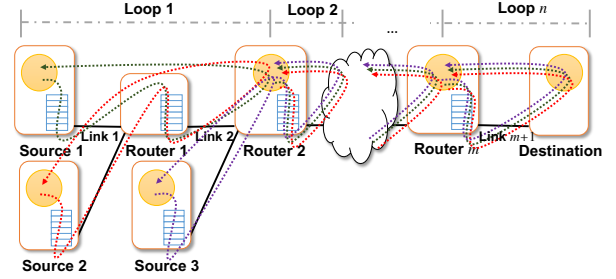 Loop 1 Loop 2 ... Loop n
Link 1 Link 2 Link m+1
Source 1 Router 1 Router 2 Router m Destination
Source 2 Source 3